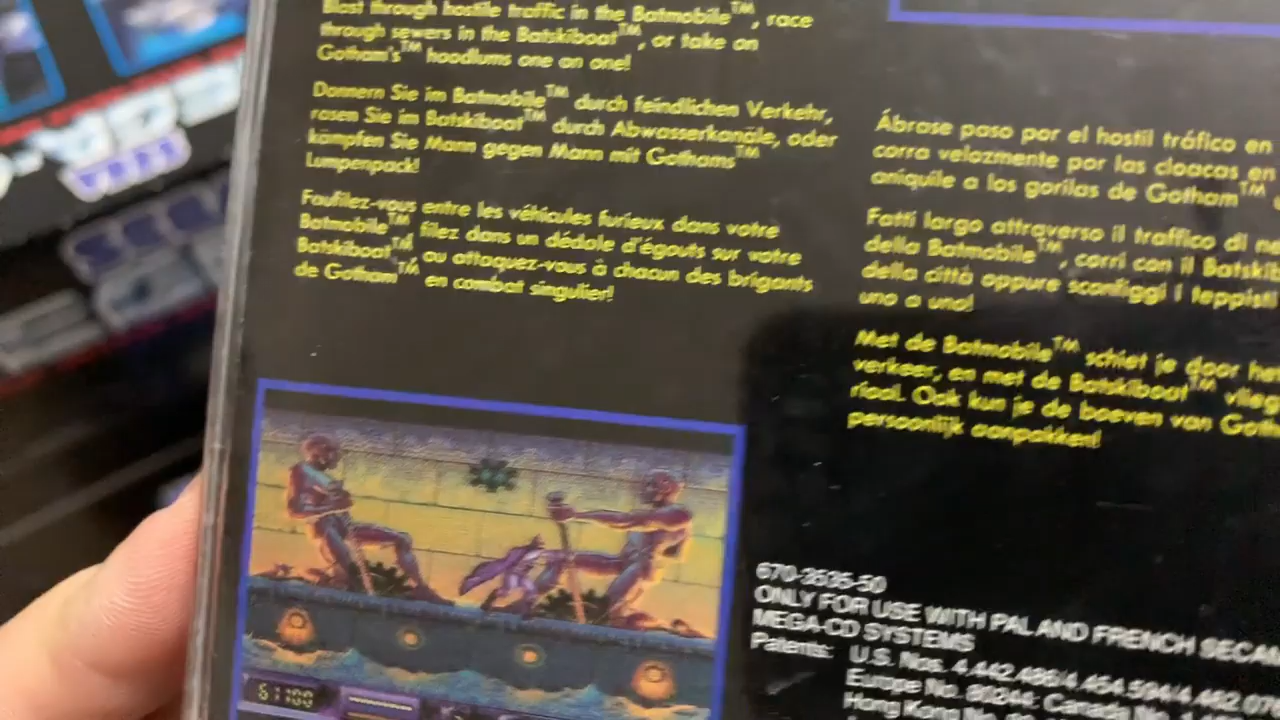 Blast through hostile traffic in the Batmobile™, race
through sewers in the Batskiboat™, or take on
Gotham's™ hoodlums one on one!
Donnern Sie im Batmobile™ durch feindlichen Verkehr,
rasen Sie im Batskiboat™ durch Abwasserkanäle, oder
kämpfen Sie Mann gegen Mann mit Gothams™
Lumpenpack!
Faufilez-vous entre les véhicules furieux dans votre
Batmobile™, filez dans un dédale d'égouts sur votre
Batskiboat™, ou attaquez-vous à chacun des brigants
de Gotham™ en combat singulier!
Ábrase paso por el hostil tráfico en
corra velozmente por las cloacas en
aniquile a los gorilas de Gotham™
Fatti largo attraverso il traffico di
della Batmobile™, corri con il
della città oppure sconfiggi i teppisti
uno a uno!
Met de Batmobile™ schiet je door het
verkeer, en met de Batskiboat™
riool. Ook kun je de boeven van
persoonlijk aanpakken!
61100
670-3535-50
ONLY FOR USE WITH PAL AND FRENCH SECAM
MEGA-CD SYSTEMS
Patents: U.S. Nos. 4,442,486/4,454,594/4,462,076
Europe No. 80244: Canada
Hong Kong No.